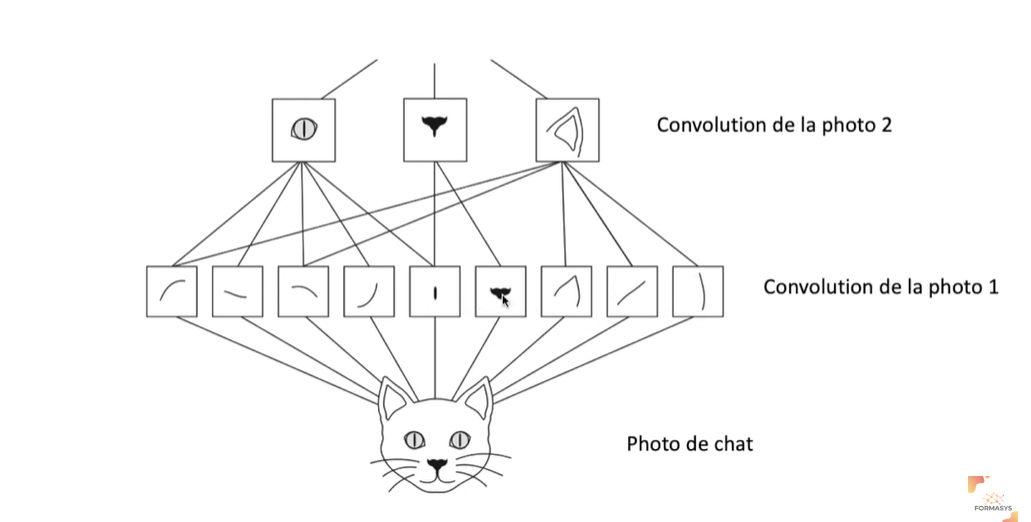 Convolution de la photo 2
Convolution de la photo 1
Photo de chat
FORMASYS